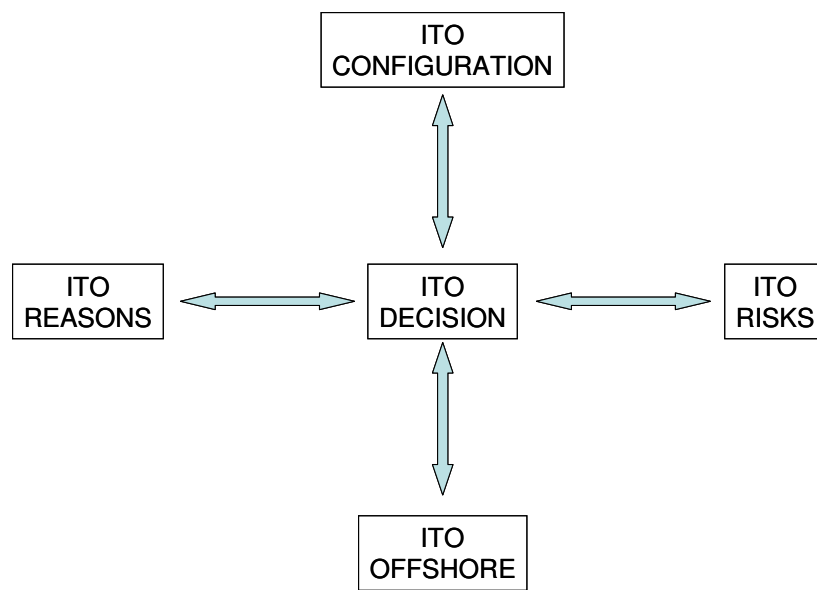 ITO
CONFIGURATION
ITO
REASONS
ITO
DECISION
ITO
RISKS
ITO
OFFSHORE